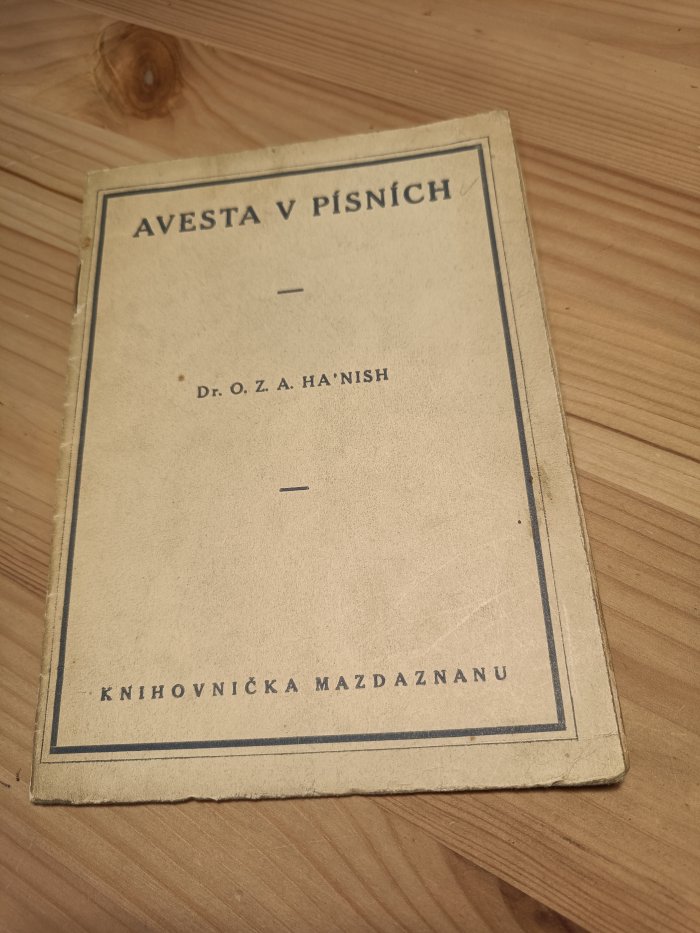 AVESTA V PÍSNÍCH
Dr. O. Z. A. HA'NISH
KNIHOVNIČKA MAZDAZNANU